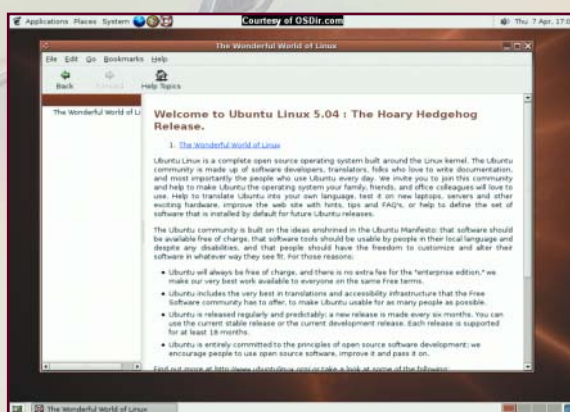 Applications Places System
Courtesy of OSDir.com
Thu 7 Apr, 17:0
The Wonderful World of Linux
File Edit Go Bookmarks Help
Back Forward Help Topics
The Wonderful World of Li
Welcome to Ubuntu Linux 5.04 : The Hoary Hedgehog
Release.
1. The Wonderful World of Linux
Ubuntu Linux is a complete open source operating system built around the Linux kernel. The Ubuntu
community is made up of software developers, translators, folks who love to write documentation,
and most importantly the people who use Ubuntu every day. We invite you to join this community
and help to make Ubuntu the operating system your family, friends, and office colleagues will love to
use. Help to translate Ubuntu into your own language, test it on new laptops, servers and other
exciting hardware, improve the web site with hints, tips and FAQ's, or help to define the set of
software that is installed by default for future Ubuntu releases.
The Ubuntu community is built on the ideas enshrined in the Ubuntu Manifesto: that software should
be available free of charge, that software tools should be usable by people in their local language and
despite any disabilities, and that people should have the freedom to customize and alter their
software in whatever way they see fit. For those reasons:
• Ubuntu will always be free of charge, and there is no extra fee for the "enterprise edition," we
make our very best work available to everyone on the same Free terms.
• Ubuntu includes the very best in translations and accessibility infrastructure that the Free
Software community has to offer, to make Ubuntu usable for as many people as possible.
• Ubuntu is released regularly and predictably; a new release is made every six months. You can
use the current stable release or the current development release. Each release is supported
for at least 18 months.
• Ubuntu is entirely committed to the principles of open source software development; we
encourage people to use open source software, improve it and pass it on.
Find out more at http://www.ubuntulinux.org/ or take a look at some of the following:
The Wonderful World of Linux